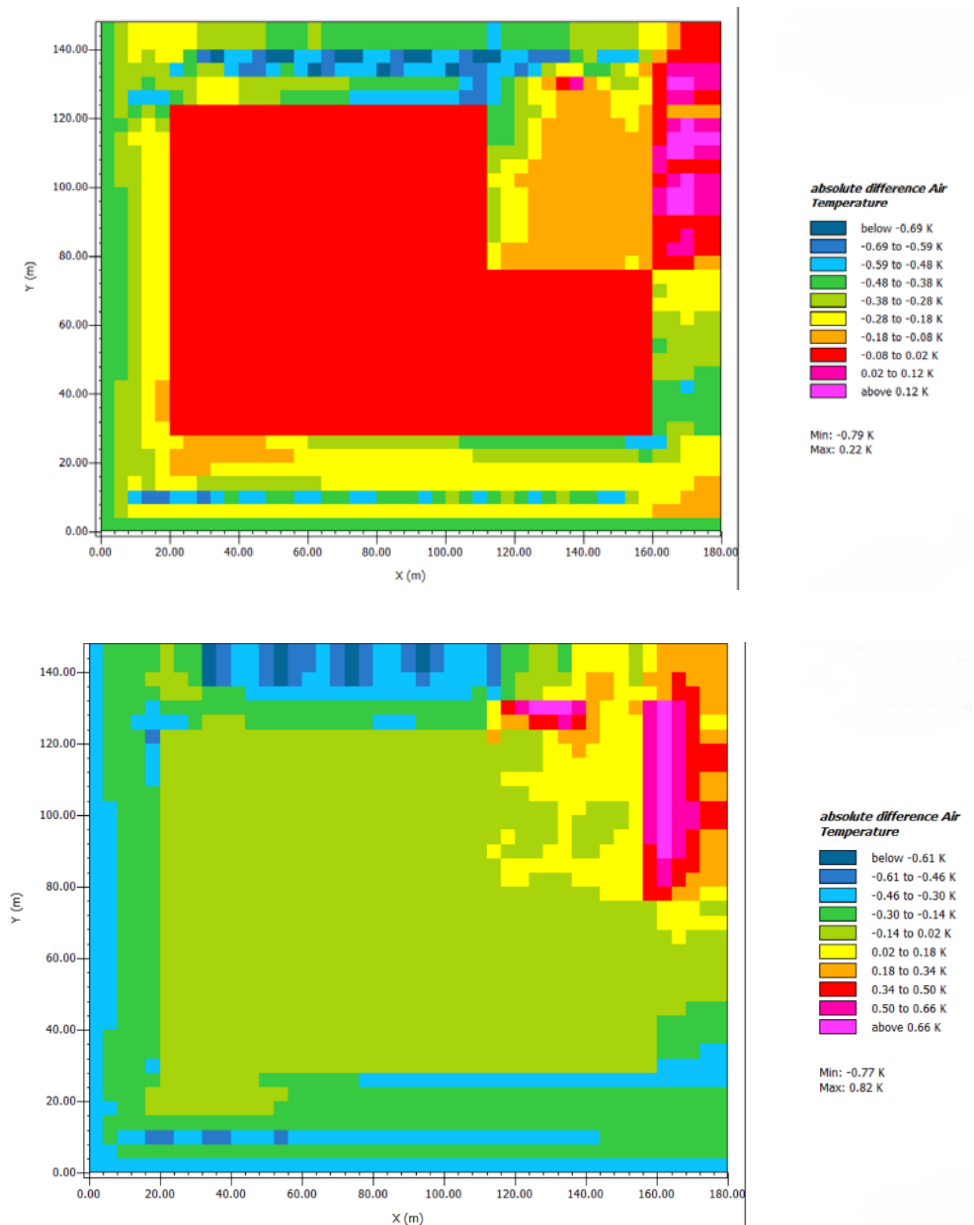 140.00
120.00
100.00
80.00
60.00
40.00
20.00
0.00
Y (m)
0.00 20.00 40.00 60.00 80.00 100.00 120.00 140.00 160.00 180.00
X (m)
absolute difference Air
Temperature
below -0.69 K
-0.69 to -0.59 K
-0.59 to -0.48 K
-0.48 to -0.38 K
-0.38 to -0.28 K
-0.28 to -0.18 K
-0.18 to -0.08 K
-0.08 to 0.02 K
0.02 to 0.12 K
above 0.12 K
Min: -0.79 K
Max: 0.22 K
140.00
120.00
100.00
80.00
60.00
40.00
20.00
0.00
Y (m)
0.00 20.00 40.00 60.00 80.00 100.00 120.00 140.00 160.00 180.00
X (m)
absolute difference Air
Temperature
below -0.61 K
-0.61 to -0.46 K
-0.46 to -0.30 K
-0.30 to -0.14 K
-0.14 to 0.02 K
0.02 to 0.18 K
0.18 to 0.34 K
0.34 to 0.50 K
0.50 to 0.66 K
above 0.66 K
Min: -0.77 K
Max: 0.82 K